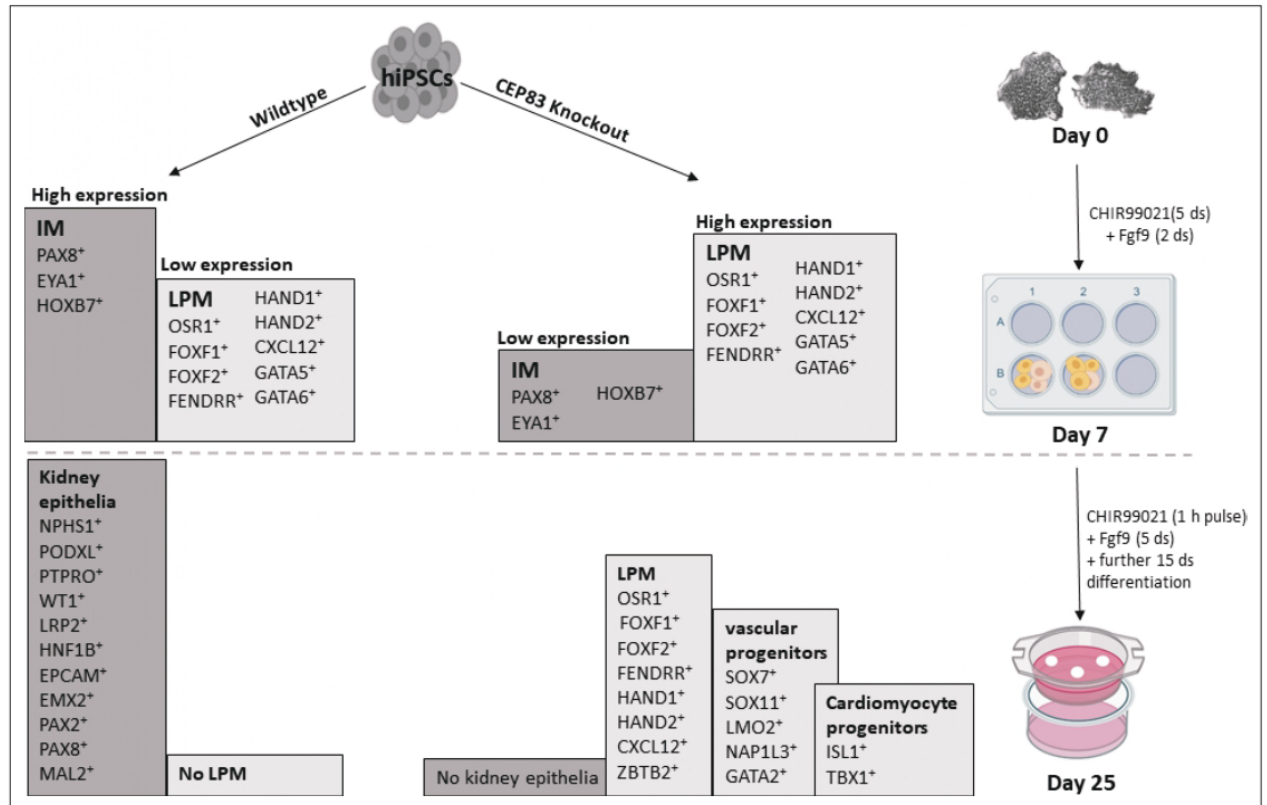 hiPSCs
Wildtype
CEP83 Knockout
Day 0
CHIR99021(5 ds)
+ Fgf9 (2 ds)
1 2 3
A
B
Day 7
High expression
IM
PAX8⁺
EYA1⁺
HOXB7⁺
Low expression
LPM
OSR1⁺
FOXF1⁺
FOXF2⁺
FENDRR⁺
HAND1⁺
HAND2⁺
CXCL12⁺
GATA5⁺
GATA6⁺
Low expression
IM
PAX8⁺
EYA1⁺
HOXB7⁺
High expression
LPM
OSR1⁺
FOXF1⁺
FOXF2⁺
FENDRR⁺
HAND1⁺
HAND2⁺
CXCL12⁺
GATA5⁺
GATA6⁺
Kidney
epithelia
NPHS1⁺
PODXL⁺
PTPRO⁺
WT1⁺
LRP2⁺
HNF1B⁺
EPCAM⁺
EMX2⁺
PAX2⁺
PAX8⁺
MAL2⁺
No LPM
No kidney epithelia
LPM
OSR1⁺
FOXF1⁺
FOXF2⁺
FENDRR⁺
HAND1⁺
HAND2⁺
CXCL12⁺
ZBTB2⁺
vascular
progenitors
SOX7⁺
SOX11⁺
LMO2⁺
NAP1L3⁺
GATA2⁺
Cardiomyocyte
progenitors
ISL1⁺
TBX1⁺
CHIR99021 (1 h pulse)
+ Fgf9 (5 ds)
+ further 15 ds
differentiation
Day 25